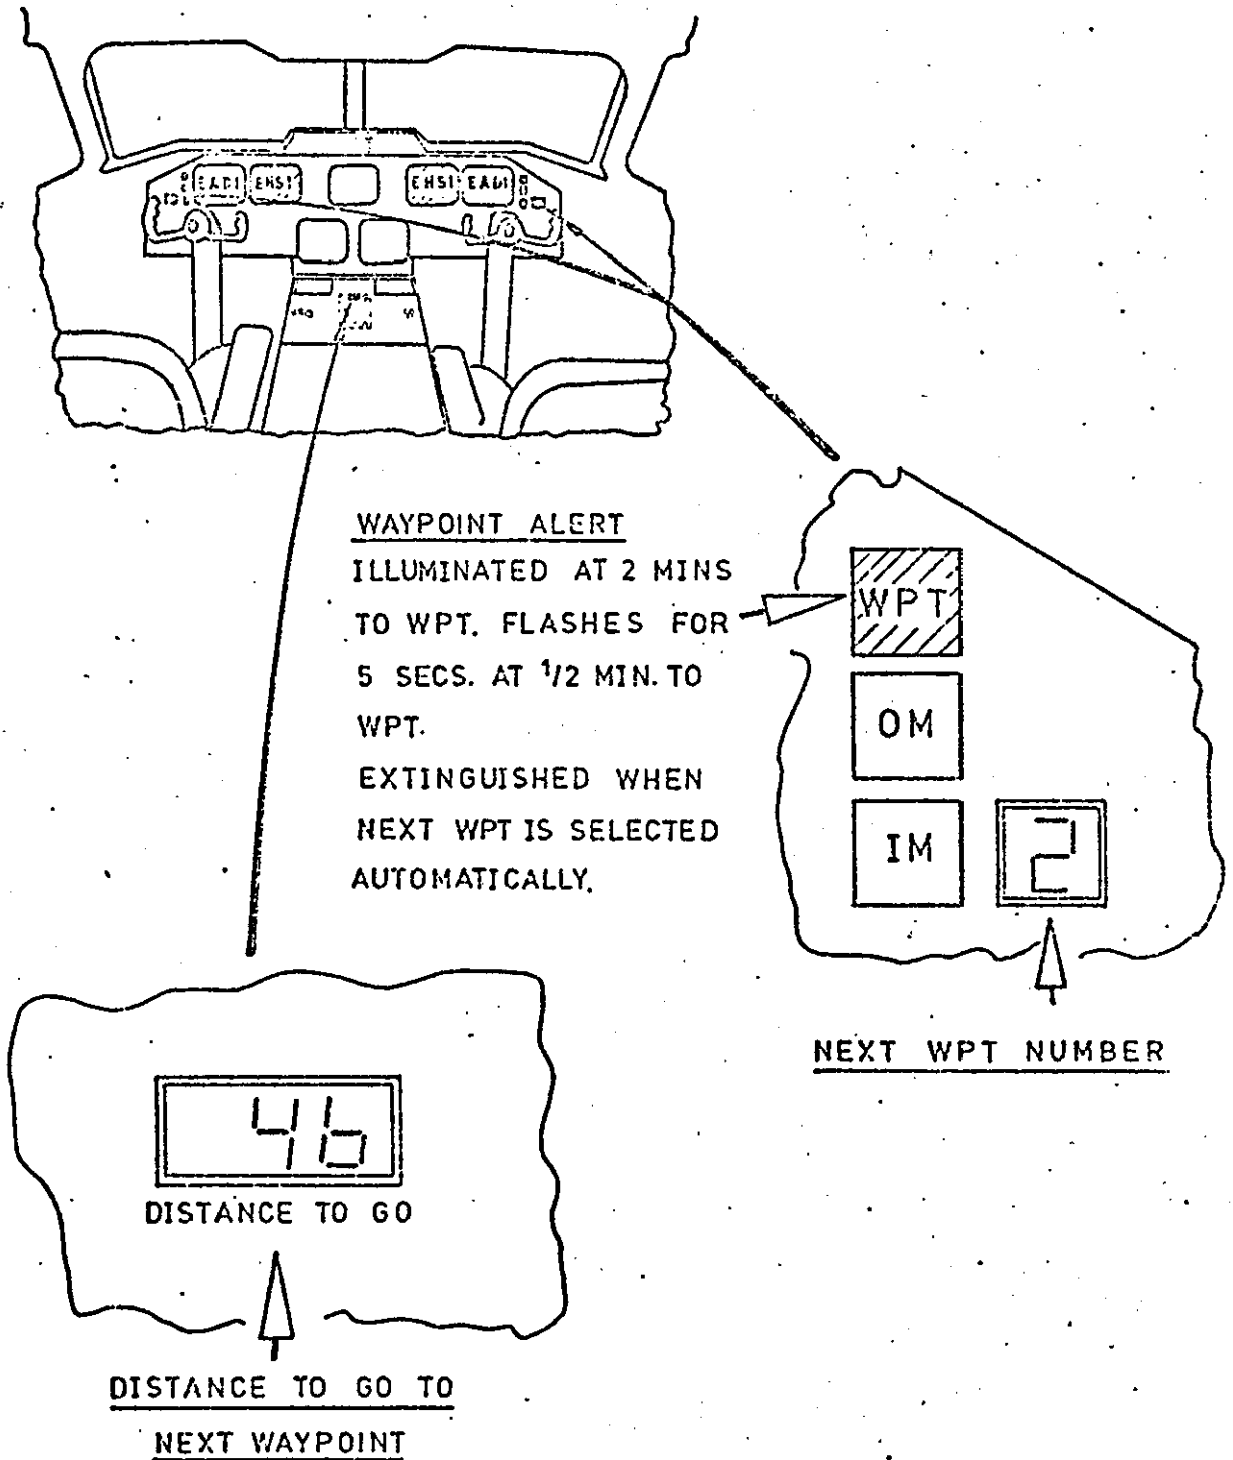 EADI EHSI EHSI EADI
WAYPOINT ALERT
ILLUMINATED AT 2 MINS
TO WPT. FLASHES FOR
5 SECS. AT 1/2 MIN. TO
WPT.
EXTINGUISHED WHEN
NEXT WPT IS SELECTED
AUTOMATICALLY.
WPT
OM
IM 2
NEXT WPT NUMBER
46
DISTANCE TO GO
DISTANCE TO GO TO
NEXT WAYPOINT